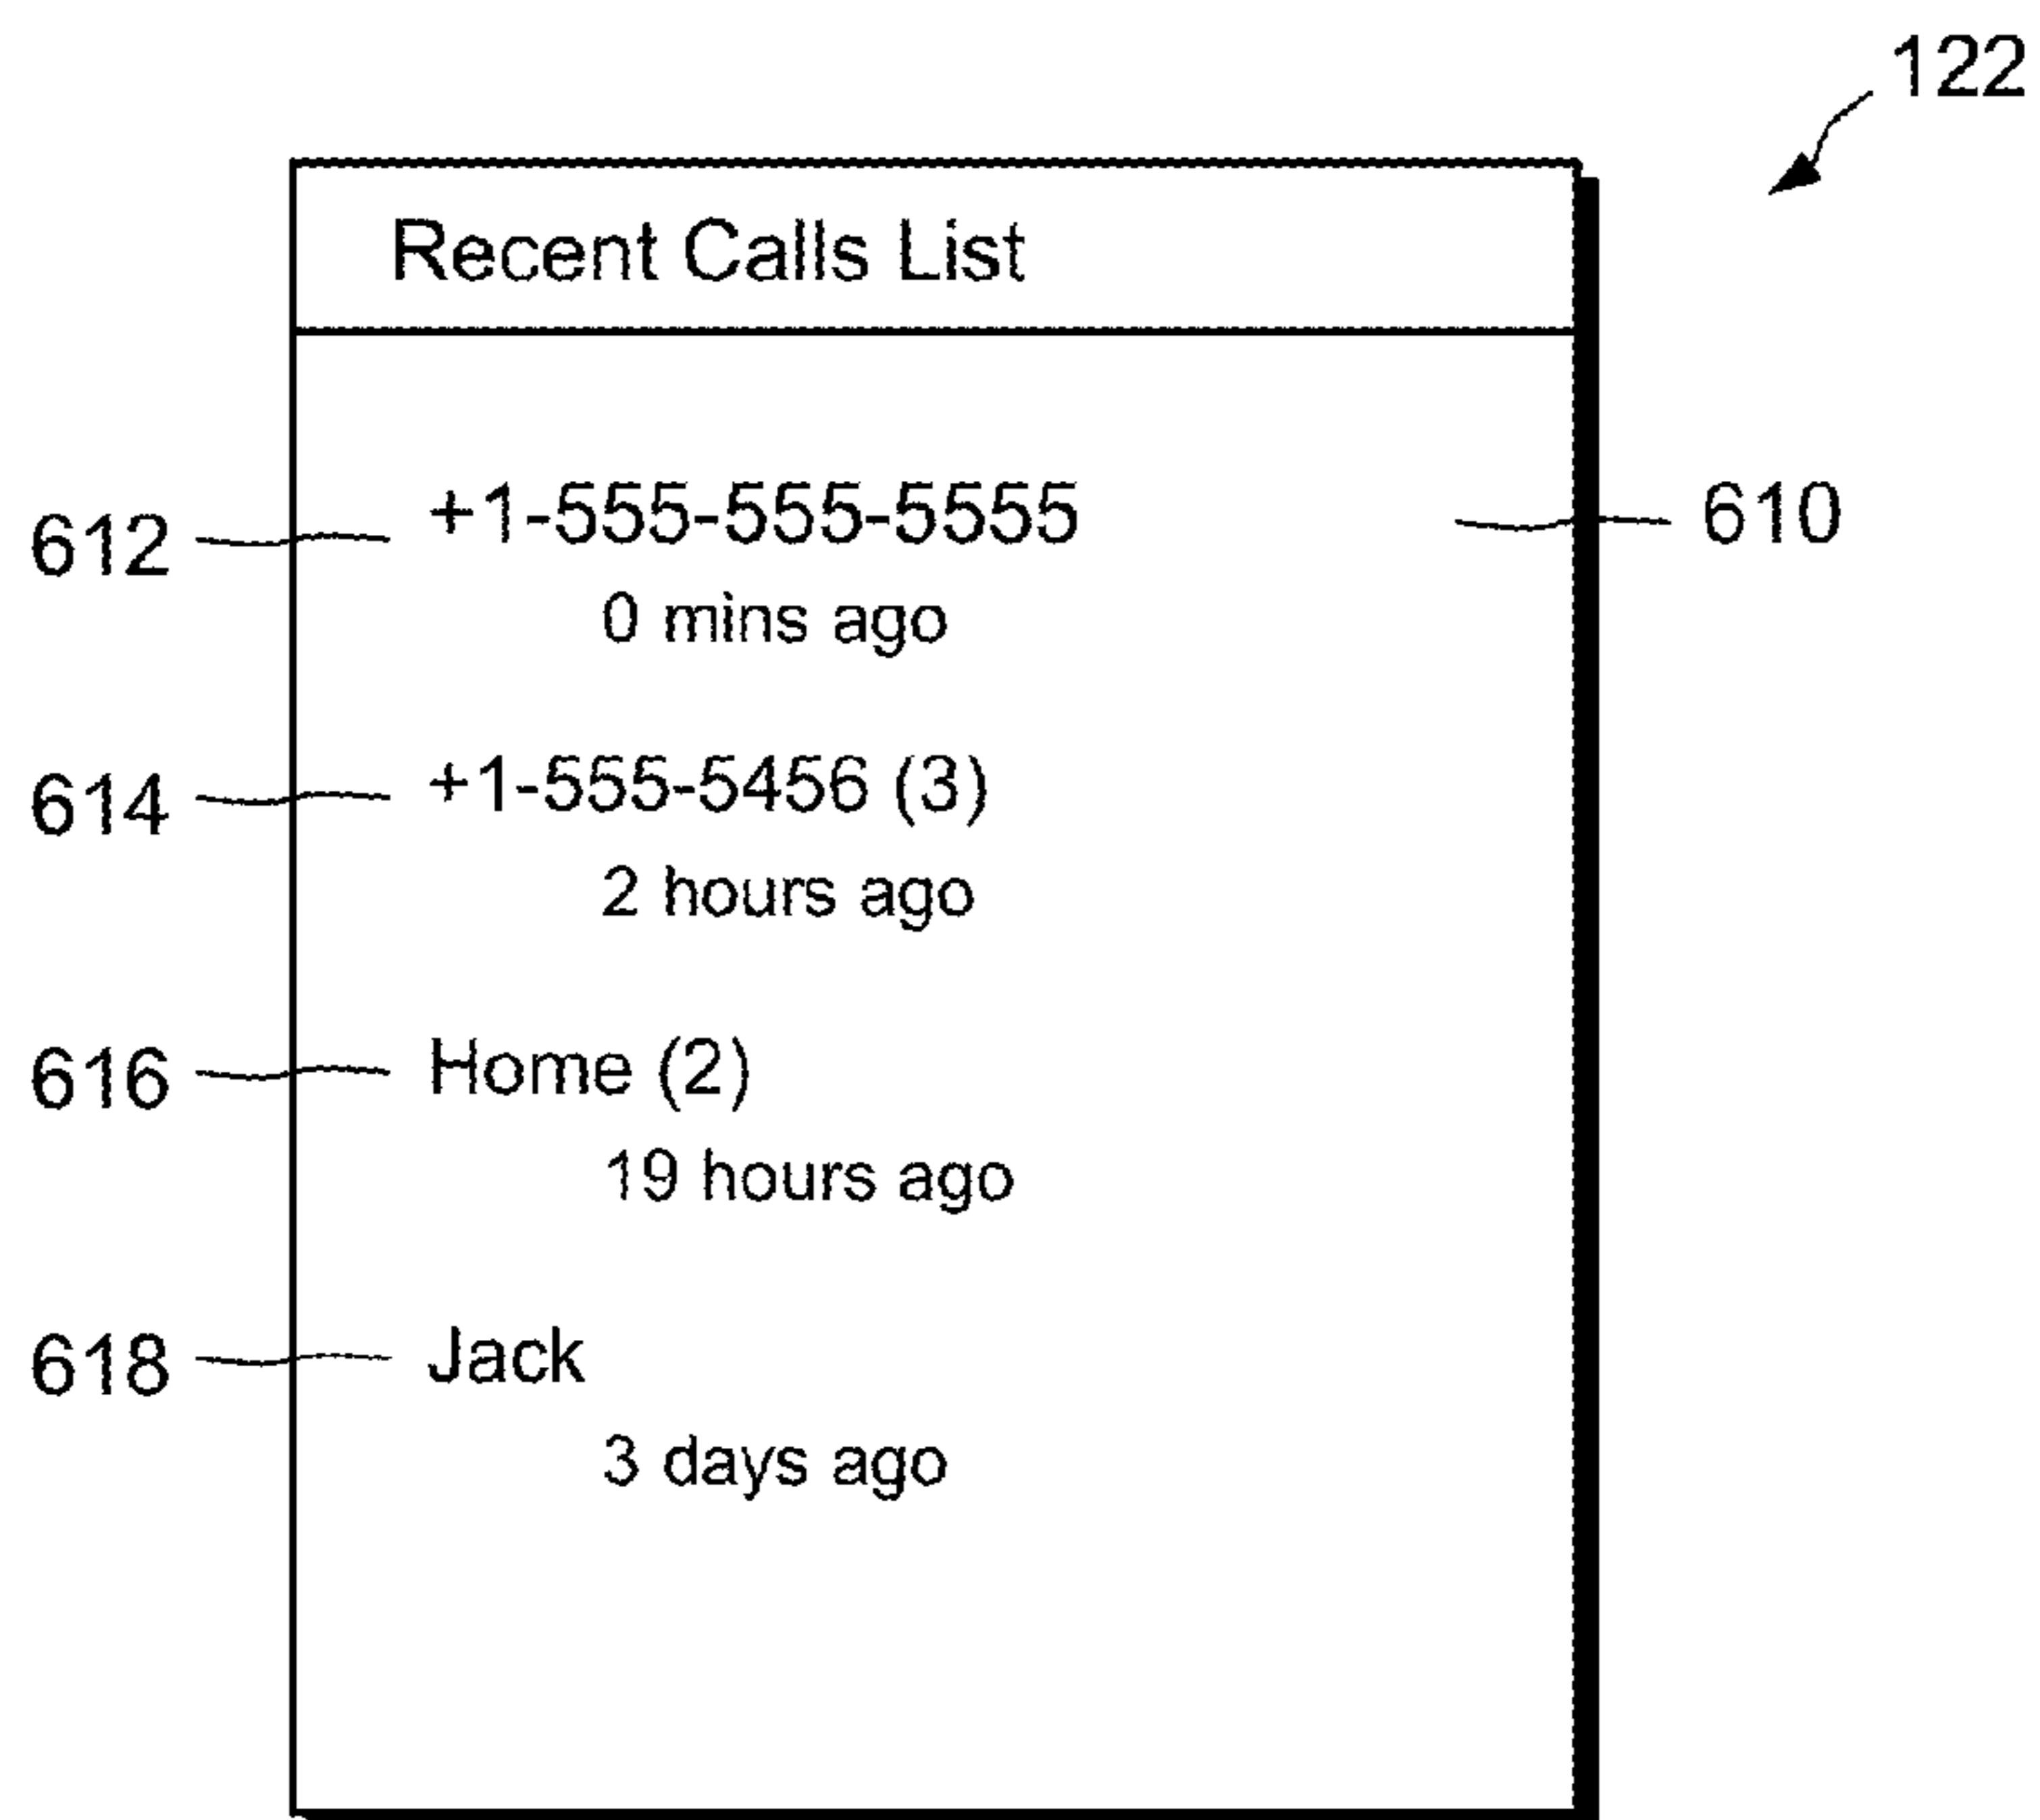 122
Recent Calls List
612 +1-555-555-5555 610
0 mins ago
614 +1-555-5456 (3)
2 hours ago
616 Home (2)
19 hours ago
618 Jack
3 days ago